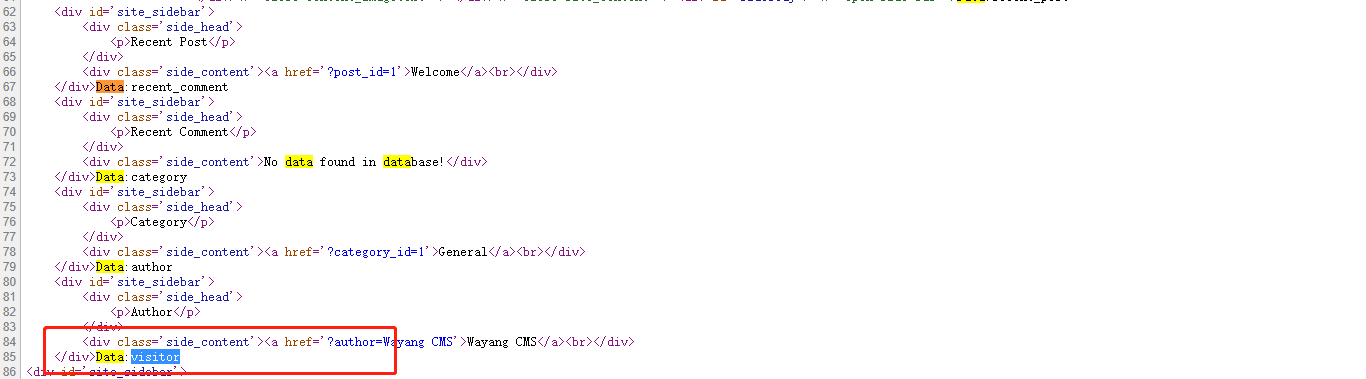 62 <div id='site_sidebar'>
63 <div class='side_head'>
64 <p>Recent Post</p>
65 </div>
66 <div class='side_content'><a href='?post_id=1'>Welcome</a><br></div>
67 </div>Data:recent_comment
68 <div id='site_sidebar'>
69 <div class='side_head'>
70 <p>Recent Comment</p>
71 </div>
72 <div class='side_content'>No data found in database!</div>
73 </div>Data:category
74 <div id='site_sidebar'>
75 <div class='side_head'>
76 <p>Category</p>
77 </div>
78 <div class='side_content'><a href='?category_id=1'>General</a><br></div>
79 </div>Data:author
80 <div id='site_sidebar'>
81 <div class='side_head'>
82 <p>Author</p>
83 </div>
84 <div class='side_content'><a href='?author=Wayang CMS'>Wayang CMS</a><br></div>
85 </div>Data:visitor
86 <div id='site_sidebar'>